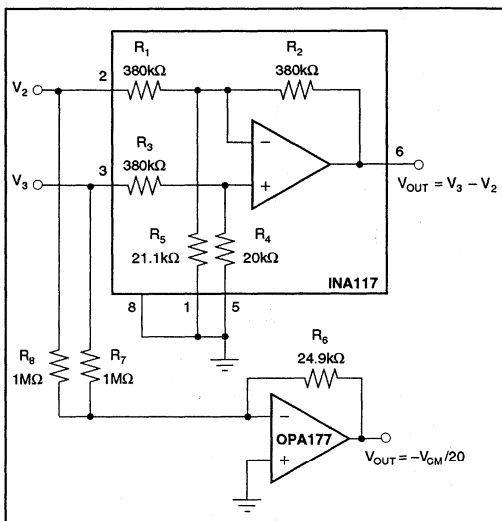 R1
380kΩ
R2
380kΩ
V2
2
R3
380kΩ
V3
3
−
+
6
VOUT = V3 − V2
R5
21.1kΩ
R4
20kΩ
INA117
8
1
5
R8
1MΩ
R7
1MΩ
R6
24.9kΩ
−
OPA177
+
VOUT = −VCM/20